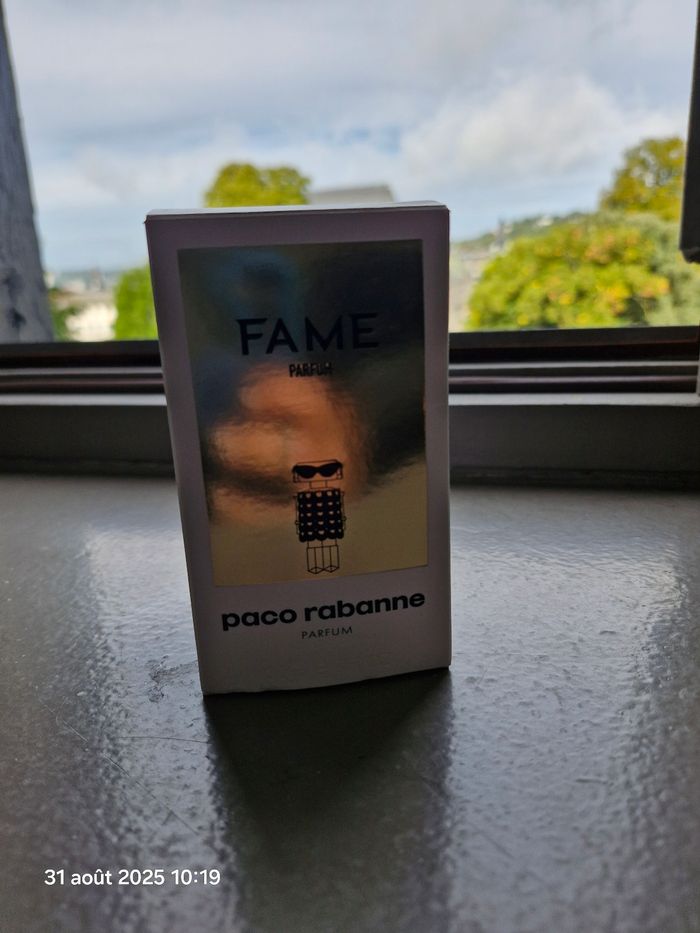 FAME
PARFUM
paco rabanne
PARFUM
31 août 2025 10:19